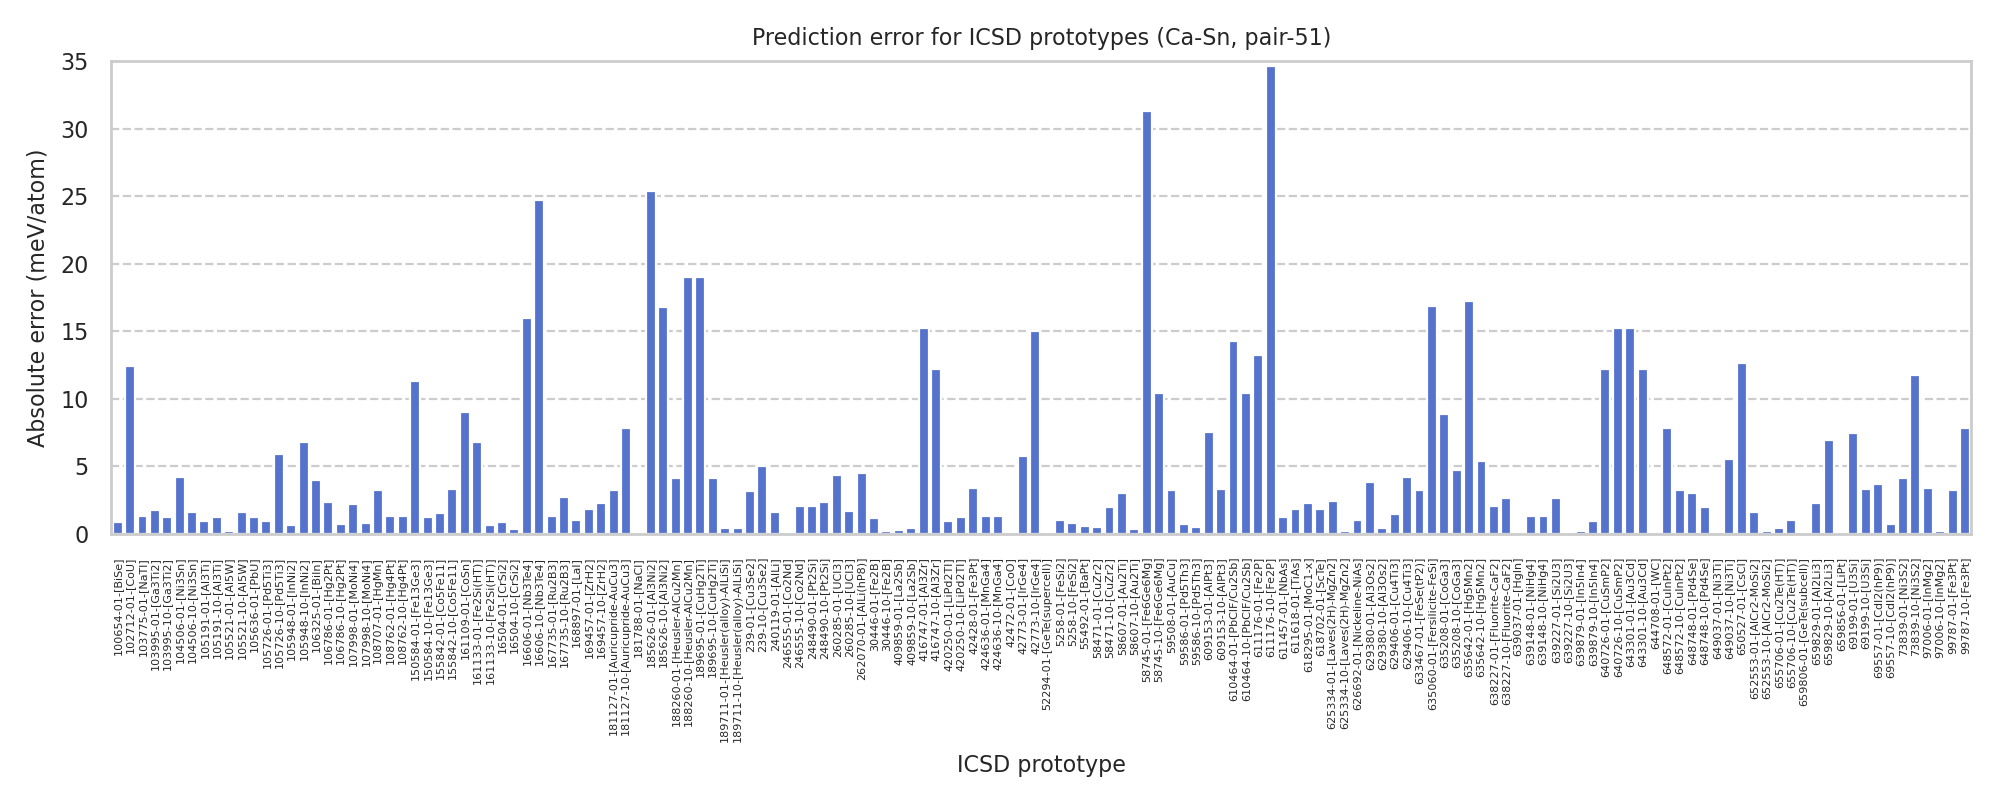 Prediction error for ICSD prototypes (Ca-Sn, pair-51)
Absolute error (meV/atom)
35
30
25
20
15
10
5
0
100654-01-[BiSe]
102712-01-[CoU]
103775-01-[NaTl]
103995-01-[Ga3Ti2]
103995-10-[Ga3Ti2]
104506-01-[Ni3Sn]
104506-10-[Ni3Sn]
105191-01-[Al3Ti]
105191-10-[Al3Ti]
105521-01-[Al5W]
105521-10-[Al5W]
105636-01-[PbU]
105726-01-[Pd5Ti3]
105726-10-[Pd5Ti3]
105948-01-[InNi2]
105948-10-[InNi2]
106325-01-[BiIn]
106786-01-[Hg2Pt]
106786-10-[Hg2Pt]
107998-01-[MoNi4]
107998-10-[MoNi4]
108707-01-[HgMn]
108762-01-[Hg4Pt]
108762-10-[Hg4Pt]
150584-01-[Fe13Ge3]
150584-10-[Fe13Ge3]
155842-01-[Co5Fe11]
155842-10-[Co5Fe11]
161109-01-[CoSn]
161133-01-[Fe2Si(HT)]
161133-10-[Fe2Si(HT)]
16504-01-[CrSi2]
16504-10-[CrSi2]
16606-01-[Nb3Te4]
16606-10-[Nb3Te4]
167735-01-[Ru2B3]
167735-10-[Ru2B3]
168897-01-[LaI]
169457-01-[ZrH2]
169457-10-[ZrH2]
181127-01-[Auricupride-AuCu3]
181127-10-[Auricupride-AuCu3]
181788-01-[NaCl]
185626-01-[Al3Ni2]
185626-10-[Al3Ni2]
188260-01-[Heusler-AlCu2Mn]
188260-10-[Heusler-AlCu2Mn]
189695-01-[CuHg2Ti]
189695-10-[CuHg2Ti]
189711-01-[Heusler(alloy)-AlLiSi]
189711-10-[Heusler(alloy)-AlLiSi]
239-01-[Cu3Se2]
239-10-[Cu3Se2]
240119-01-[AlLi]
246555-01-[Co2Nd]
246555-10-[Co2Nd]
248490-01-[Pt2Si]
248490-10-[Pt2Si]
260285-01-[UCl3]
260285-10-[UCl3]
262070-01-[AlLi(hP8)]
30446-01-[Fe2B]
30446-10-[Fe2B]
409859-01-[La2Sb]
409859-10-[La2Sb]
416747-01-[Al3Zr]
416747-10-[Al3Zr]
420250-01-[LiPd2Tl]
420250-10-[LiPd2Tl]
42428-01-[Fe3Pt]
424636-01-[MnGa4]
424636-10-[MnGa4]
42472-01-[CoO]
42773-01-[IrGe4]
42773-10-[IrGe4]
52294-01-[GeTe(supercell)]
5258-01-[FeSi2]
5258-10-[FeSi2]
55492-01-[BaPt]
58471-01-[CuZr2]
58471-10-[CuZr2]
58607-01-[Au2Ti]
58607-10-[Au2Ti]
58745-01-[Fe6Ge6Mg]
58745-10-[Fe6Ge6Mg]
59508-01-[AuCu]
59586-01-[Pd5Th3]
59586-10-[Pd5Th3]
609153-01-[AlPt3]
609153-10-[AlPt3]
610464-01-[PbClF/Cu2Sb]
610464-10-[PbClF/Cu2Sb]
611176-01-[Fe2P]
611176-10-[Fe2P]
611457-01-[NbAs]
611618-01-[TiAs]
618295-01-[MoC1-x]
618702-01-[ScTe]
625334-01-[Laves(2H)-MgZn2]
625334-10-[Laves(2H)-MgZn2]
626692-01-[Nickeline-NiAs]
629380-01-[Al3Os2]
629380-10-[Al3Os2]
629406-01-[Cu4Ti3]
629406-10-[Cu4Ti3]
633467-01-[FeSe(tP2)]
635060-01-[Fersilicite-FeSi]
635208-01-[CoGa3]
635208-10-[CoGa3]
635642-01-[Hg5Mn2]
635642-10-[Hg5Mn2]
638227-01-[Fluorite-CaF2]
638227-10-[Fluorite-CaF2]
639037-01-[HgIn]
639148-01-[NiHg4]
639148-10-[NiHg4]
639227-01-[Si2U3]
639227-10-[Si2U3]
639879-01-[In5In4]
639879-10-[In5In4]
640726-01-[CuSmP2]
640726-10-[CuSmP2]
643301-01-[Au3Cd]
643301-10-[Au3Cd]
644708-01-[WC]
648572-01-[CuInPt2]
648572-10-[CuInPt2]
648748-01-[Pd4Se]
648748-10-[Pd4Se]
649037-01-[Ni3Ti]
649037-10-[Ni3Ti]
650527-01-[CsCl]
652553-01-[AlCr2-MoSi2]
652553-10-[AlCr2-MoSi2]
655706-01-[Cu2Te(HT)]
655706-10-[Cu2Te(HT)]
659806-01-[GeTe(subcell)]
659829-01-[Al2Li3]
659829-10-[Al2Li3]
659856-01-[LiPt]
69199-01-[U3Si]
69199-10-[U3Si]
69557-01-[CdI2(hP9)]
69557-10-[CdI2(hP9)]
73839-01-[Ni3S2]
73839-10-[Ni3S2]
97006-01-[InMg2]
97006-10-[InMg2]
99787-01-[Fe3Pt]
99787-10-[Fe3Pt]
ICSD prototype